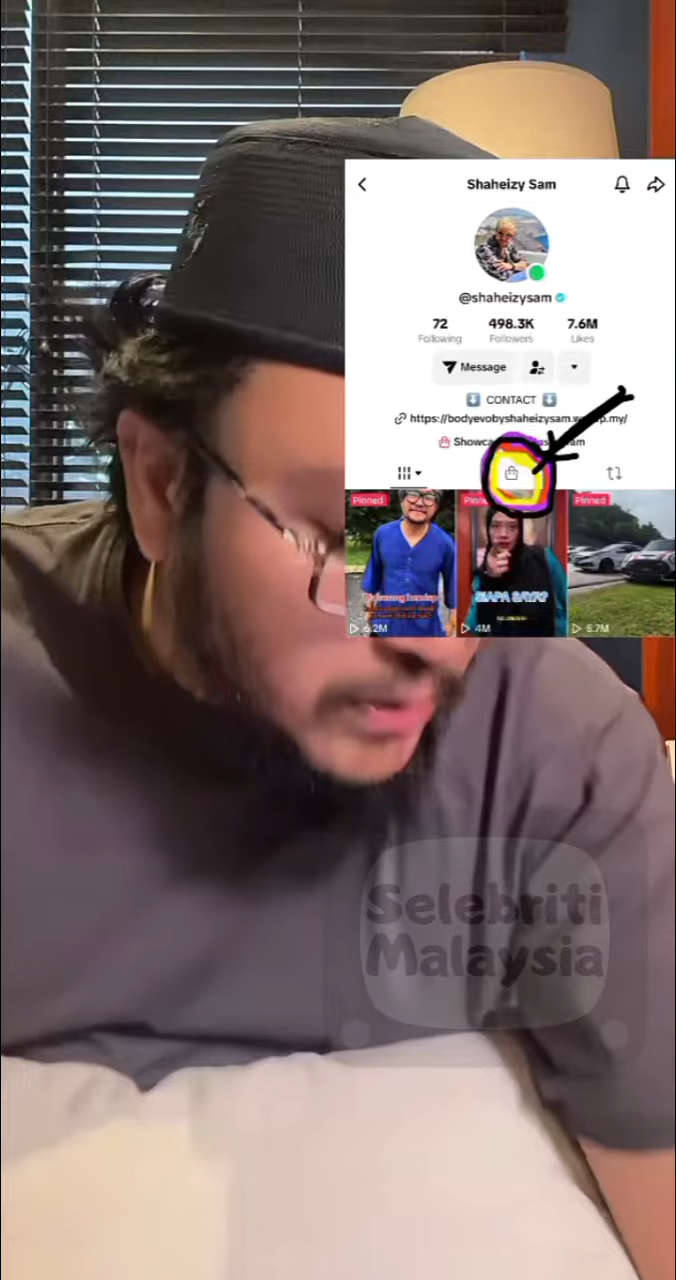 Shaheizy Sam
@shaheizysam
72
498.3K
7.6M
Following
Followers
Likes
Message
CONTACT
Pinned
Pinned
SIAPA SAYA?
6.2M
4M
5.7M
Selebriti
Malaysia